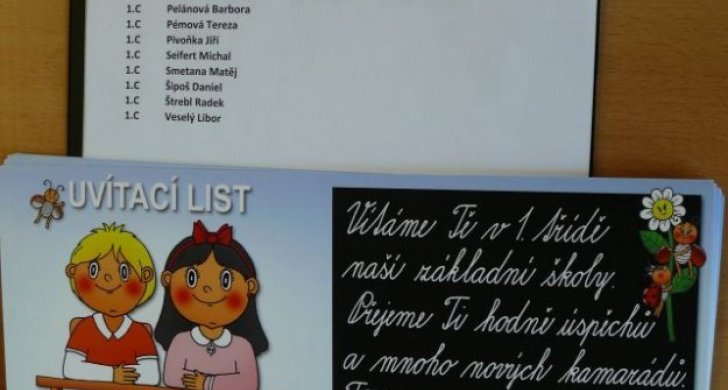 1.C Pelánová Barbora
1.C Pémová Tereza
1.C Pivoňka Jiří
1.C Seifert Michal
1.C Smetana Matěj
1.C Šipoš Daniel
1.C Štrebl Radek
1.C Veselý Libor
UVÍTACÍ LIST
Vítáme Tě v 1. třídě
naší základní školy.
Přejeme Ti hodně úspěchů
a mnoho nových kamarádů